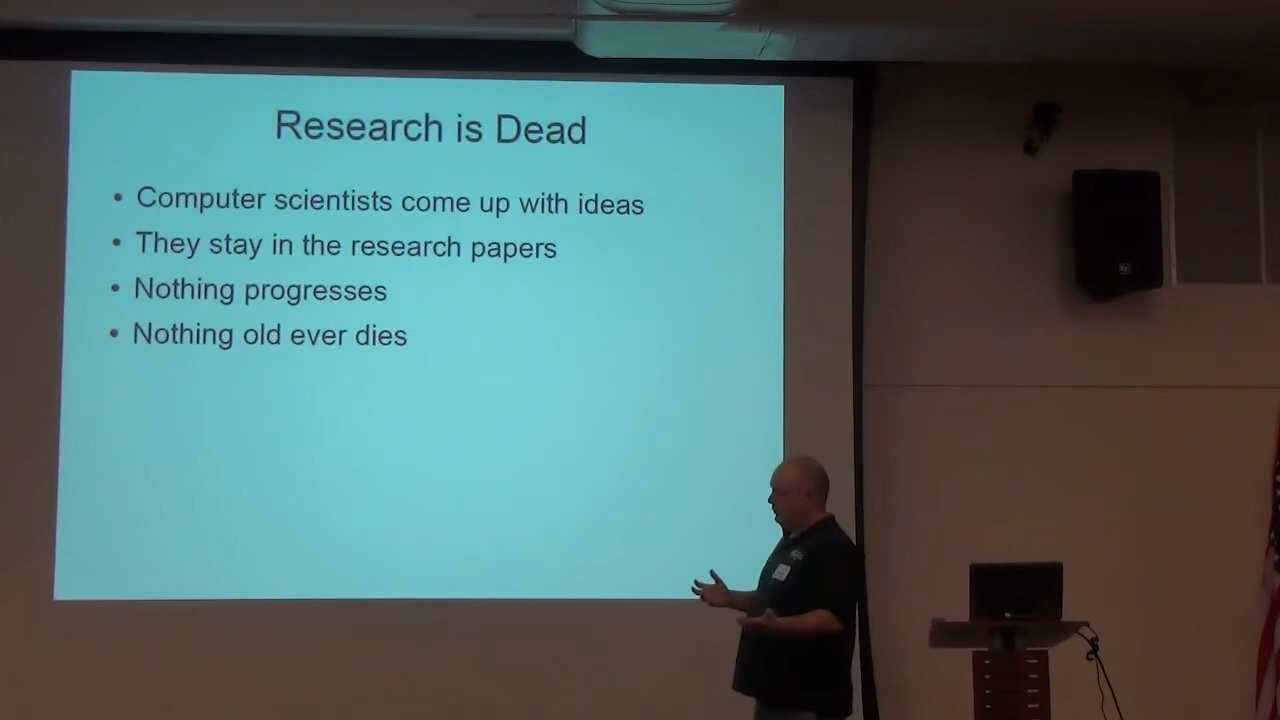 Research is Dead
• Computer scientists come up with ideas
• They stay in the research papers
• Nothing progresses
• Nothing old ever dies